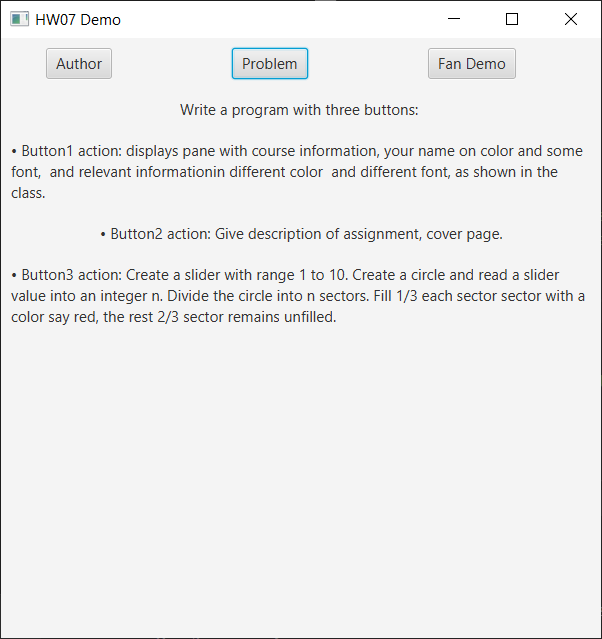 HW07 Demo
Author Problem Fan Demo
Write a program with three buttons:
• Button1 action: displays pane with course information, your name on color and some
font,  and relevant informationin different color  and different font, as shown in the
class.
• Button2 action: Give description of assignment, cover page.
• Button3 action: Create a slider with range 1 to 10. Create a circle and read a slider
value into an integer n. Divide the circle into n sectors. Fill 1/3 each sector sector with a
color say red, the rest 2/3 sector remains unfilled.